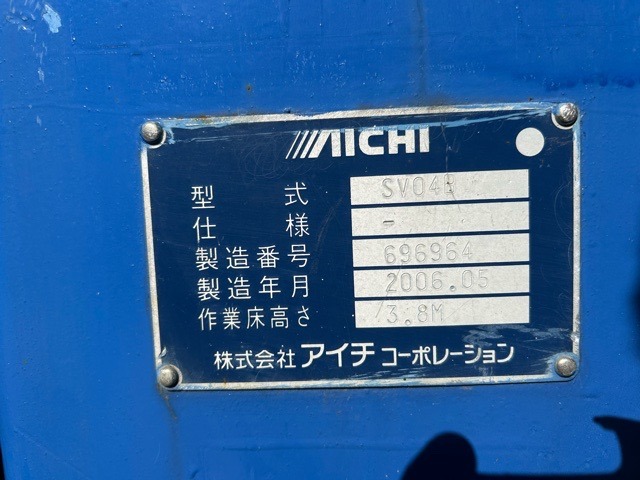 AICHI
型式 SV04B
仕様 -
製造番号 696964
製造年月 2006.05
作業床高さ 3.8M
株式会社 アイチ コーポレーション